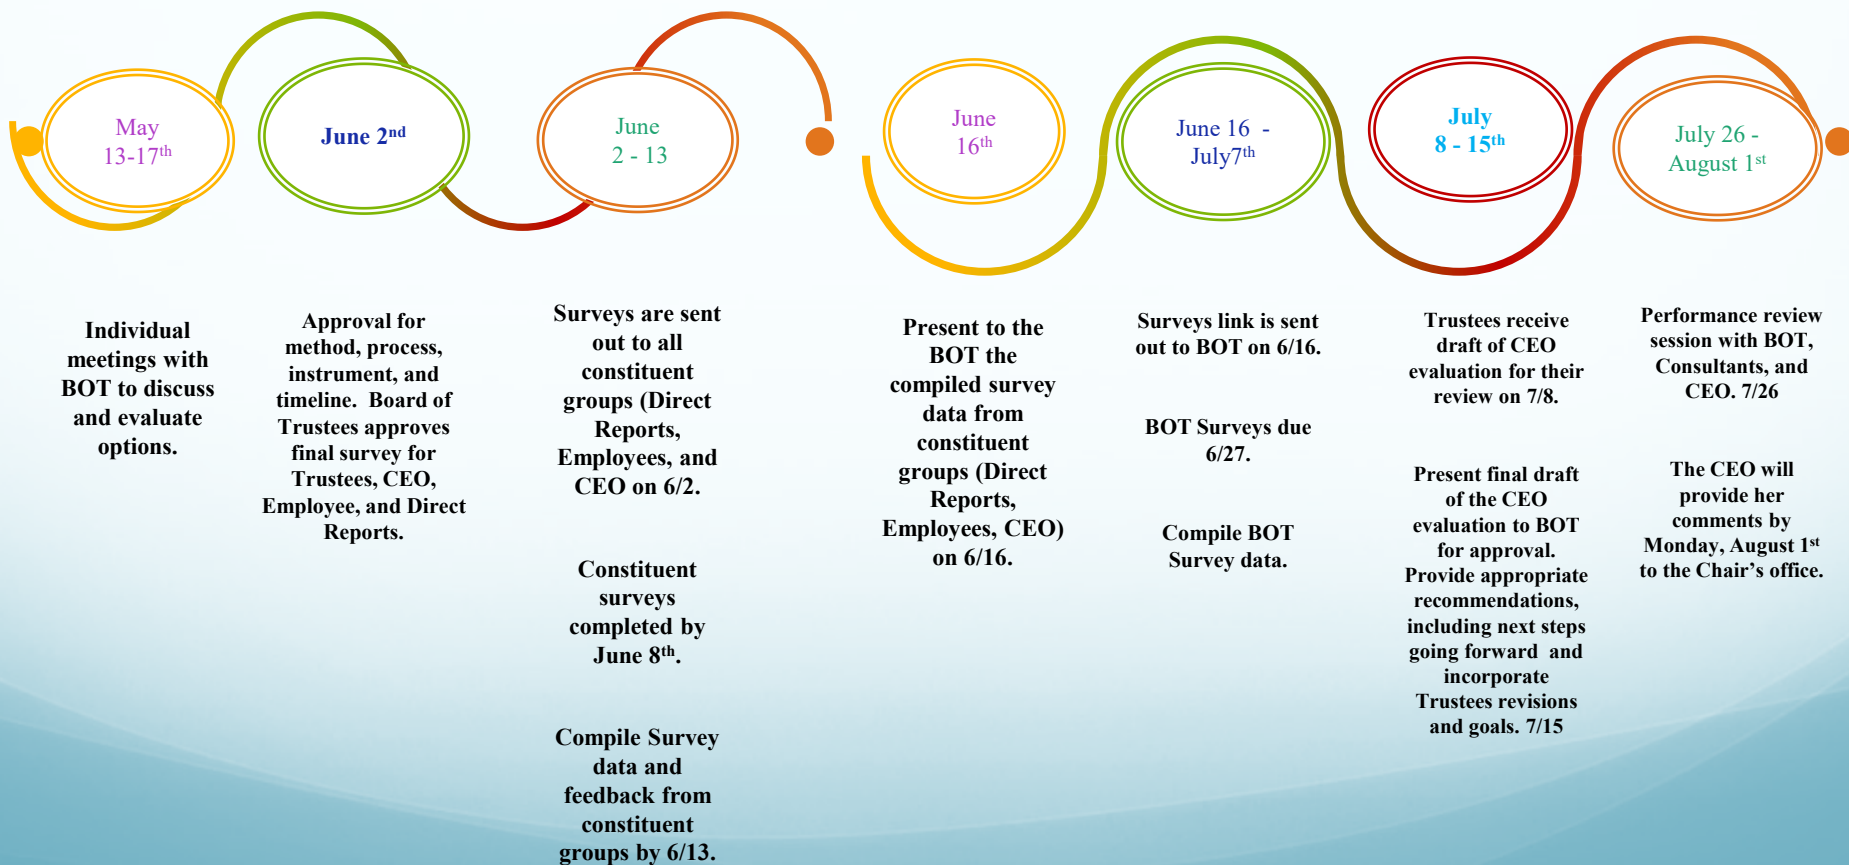 May
13-17th
June 2nd
June
2 - 13
June
16th
June 16 -
July7th
July
8 - 15th
July 26 -
August 1st
Individual
meetings with
BOT to discuss
and evaluate
options.
Approval for
method, process,
instrument, and
timeline. Board of
Trustees approves
final survey for
Trustees, CEO,
Employee, and Direct
Reports.
Surveys are sent
out to all
constituent
groups (Direct
Reports,
Employees, and
CEO on 6/2.
Constituent
surveys
completed by
June 8th.
Compile Survey
data and
feedback from
constituent
groups by 6/13.
Present to the
BOT the
compiled survey
data from
constituent
groups (Direct
Reports,
Employees, CEO)
on 6/16.
Surveys link is sent
out to BOT on 6/16.
BOT Surveys due
6/27.
Compile BOT
Survey data.
Trustees receive
draft of CEO
evaluation for their
review on 7/8.
Present final draft
of the CEO
evaluation to BOT
for approval.
Provide appropriate
recommendations,
including next steps
going forward and
incorporate
Trustees revisions
and goals. 7/15
Performance review
session with BOT,
Consultants, and
CEO. 7/26
The CEO will
provide her
comments by
Monday, August 1st
to the Chair’s office.